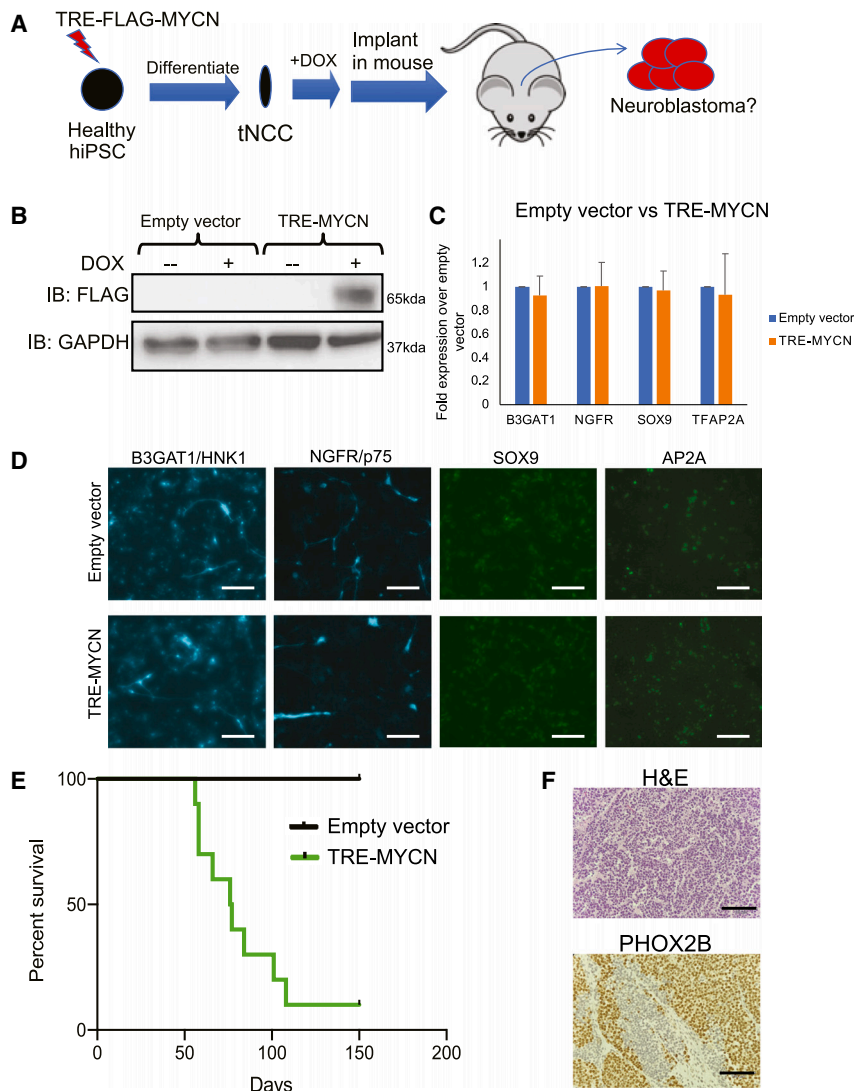 A
TRE-FLAG-MYCN
Differentiate
+DOX
Implant
in mouse
Healthy
hiPSC
tNCC
Neuroblastoma?
B
Empty vector
TRE-MYCN
DOX
--
+
--
+
IB: FLAG
65kda
IB: GAPDH
37kda
C
Empty vector vs TRE-MYCN
Fold expression over empty
vector
1.2
1
0.8
0.6
0.4
0.2
0
B3GAT1
NGFR
SOX9
TFAP2A
Empty vector
TRE-MYCN
D
B3GAT1/HNK1
NGFR/p75
SOX9
AP2A
Empty vector
TRE-MYCN
E
Percent survival
100
50
0
0
50
100
150
200
Days
Empty vector
TRE-MYCN
F
H&E
PHOX2B